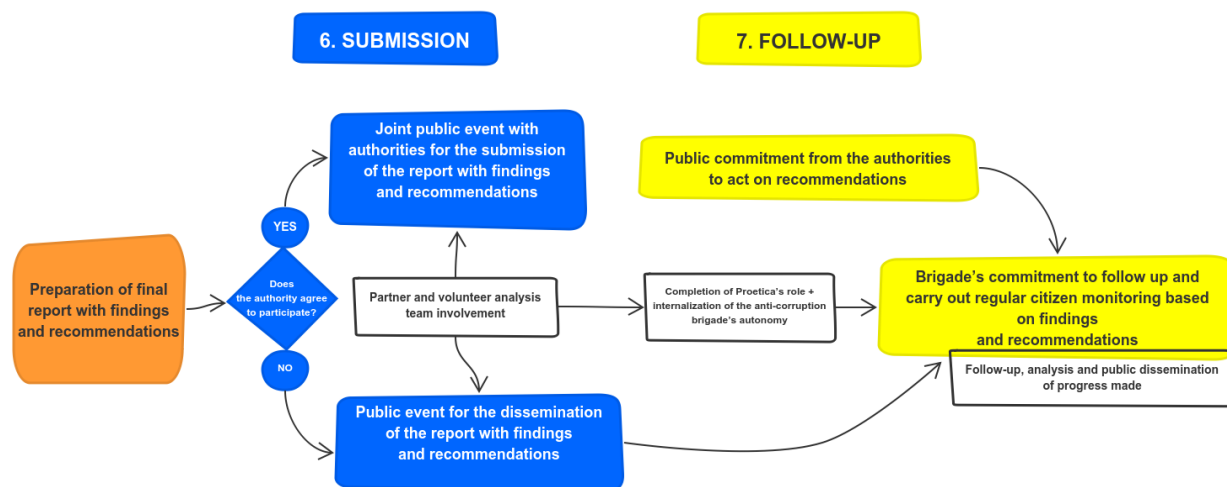 6. SUBMISSION
7. FOLLOW-UP
Joint public event with
authorities for the submission
of the report with findings
and recommendations
Public commitment from the authorities
to act on recommendations
YES
Preparation of final
report with findings
and recommendations
Does
the authority agree
to participate?
Partner and volunteer analysis
team involvement
Completion of Proetica's role +
internalization of the anti-corruption
brigade's autonomy
Brigade's commitment to follow up and
carry out regular citizen monitoring based
on findings
and recommendations
Follow-up, analysis and public dissemination
of progress made
NO
Public event for the dissemination
of the report with findings
and recommendations